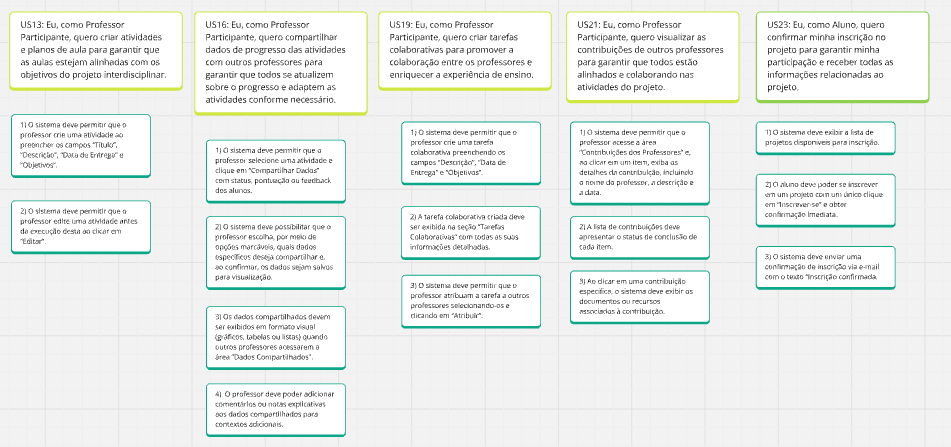 US13: Eu, como Professor
Participante, quero criar atividades
e planos de aula para garantir que
as aulas estejam alinhadas com os
objetivos do projeto interdisciplinar.
1) O sistema deve permitir que o
professor crie uma atividade ao
preencher os campos "Título",
"Descrição", "Data de Entrega" e
"Objetivos".
2) O sistema deve permitir que o
professor edite uma atividade antes
da execução desta ao clicar em
"Editar".
US16: Eu, como Professor
Participante, quero compartilhar
dados de progresso das atividades
com outros professores para
garantir que todos se atualizem
sobre o progresso e adaptem as
atividades conforme necessário.
1) O sistema deve permitir que o
professor selecione uma atividade e
clique em "Compartilhar Dados"
com status, pontuação ou feedback
dos alunos.
2) O sistema deve possibilitar que o
professor escolha, por meio de
opções marcáveis, quais dados
específicos deseja compartilhar e,
ao confirmar, os dados sejam salvos
para visualização.
3) Os dados compartilhados devem
ser exibidos em formato visual
(gráficos, tabelas ou listas) quando
outros professores acessarem a
área "Dados Compartilhados".
4) O professor deve poder adicionar
comentários ou notas explicativas
aos dados compartilhados para
contextos adicionais.
US19: Eu, como Professor
Participante, quero criar tarefas
colaborativas para promover a
colaboração entre os professores e
enriquecer a experiência de ensino.
1) O sistema deve permitir que o
professor crie uma tarefa
colaborativa preenchendo os
campos "Descrição", "Data de
Entrega" e "Objetivos".
2) A tarefa colaborativa criada deve
ser exibida na seção "Tarefas
Colaborativas" com todas as suas
informações detalhadas.
3) O sistema deve permitir que o
professor atribuam a tarefa a outros
professores selecionando-os e
clicando em "Atribuir".
US21: Eu, como Professor
Participante, quero visualizar as
contribuições de outros professores
para garantir que todos estão
alinhados e colaborando nas
atividades do projeto.
1) O sistema deve permitir que o
professor acesse a área
"Contribuições dos Professores" e,
ao clicar em um item, exiba os
detalhes da contribuição, incluindo
o nome do professor, a descrição e
a data.
2) A lista de contribuições deve
apresentar o status de conclusão de
cada item.
3) Ao clicar em uma contribuição
específica, o sistema deve exibir os
documentos ou recursos
associados à contribuição.
US23: Eu, como Aluno, quero
confirmar minha inscrição no
projeto para garantir minha
participação e receber todas as
informações relacionadas ao
projeto.
1) O sistema deve exibir a lista de
projetos disponíveis para inscrição.
2) O aluno deve poder se inscrever
em um projeto com um único clique
em "Inscrever-se" e obter
confirmação imediata.
3) O sistema deve enviar uma
confirmação de inscrição via e-mail
com o texto "Inscrição confirmada.